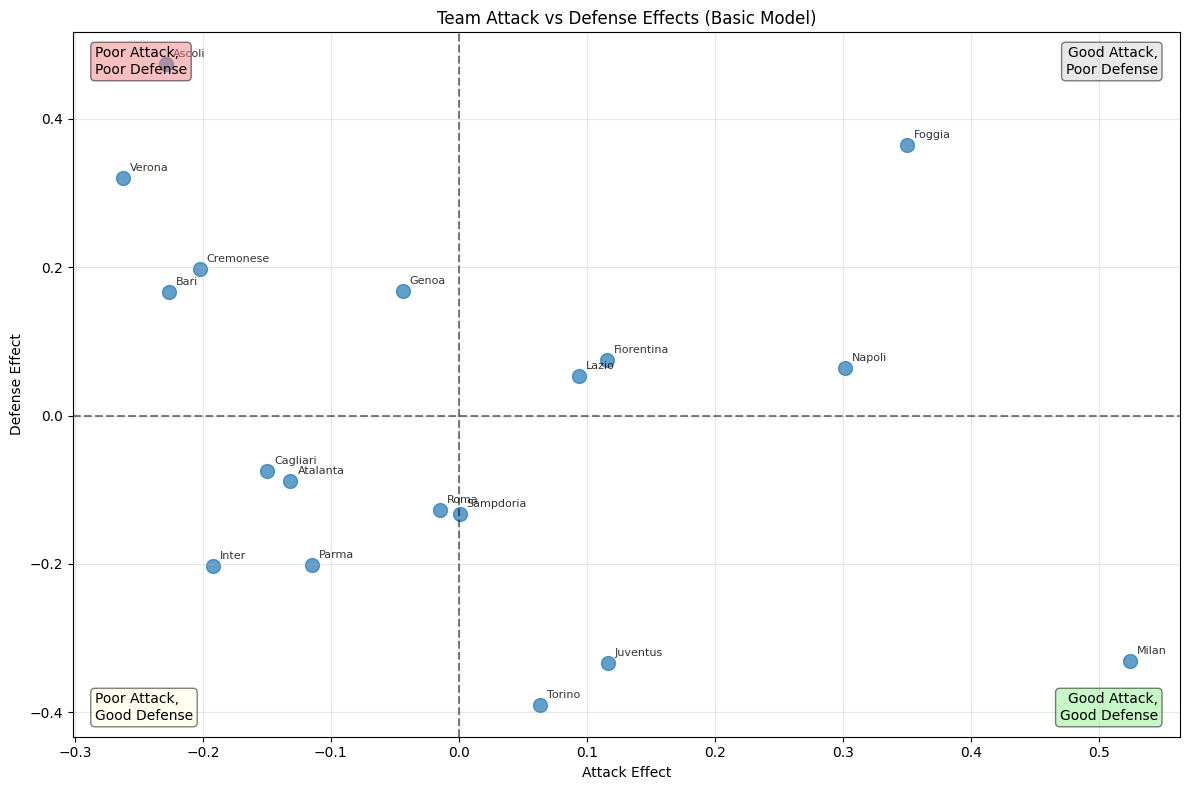 Team Attack vs Defense Effects (Basic Model)
Poor Attack,
Poor Defense
Ascoli
Good Attack,
Poor Defense
Foggia
Verona
Cremonese
Bari
Genoa
Fiorentina
Lazio
Napoli
Cagliari
Atalanta
Roma
Sampdoria
Inter
Parma
Juventus
Milan
Torino
Poor Attack,
Good Defense
Good Attack,
Good Defense
0.4
0.2
0.0
−0.2
−0.4
Defense Effect
−0.3
−0.2
−0.1
0.0
0.1
0.2
0.3
0.4
0.5
Attack Effect